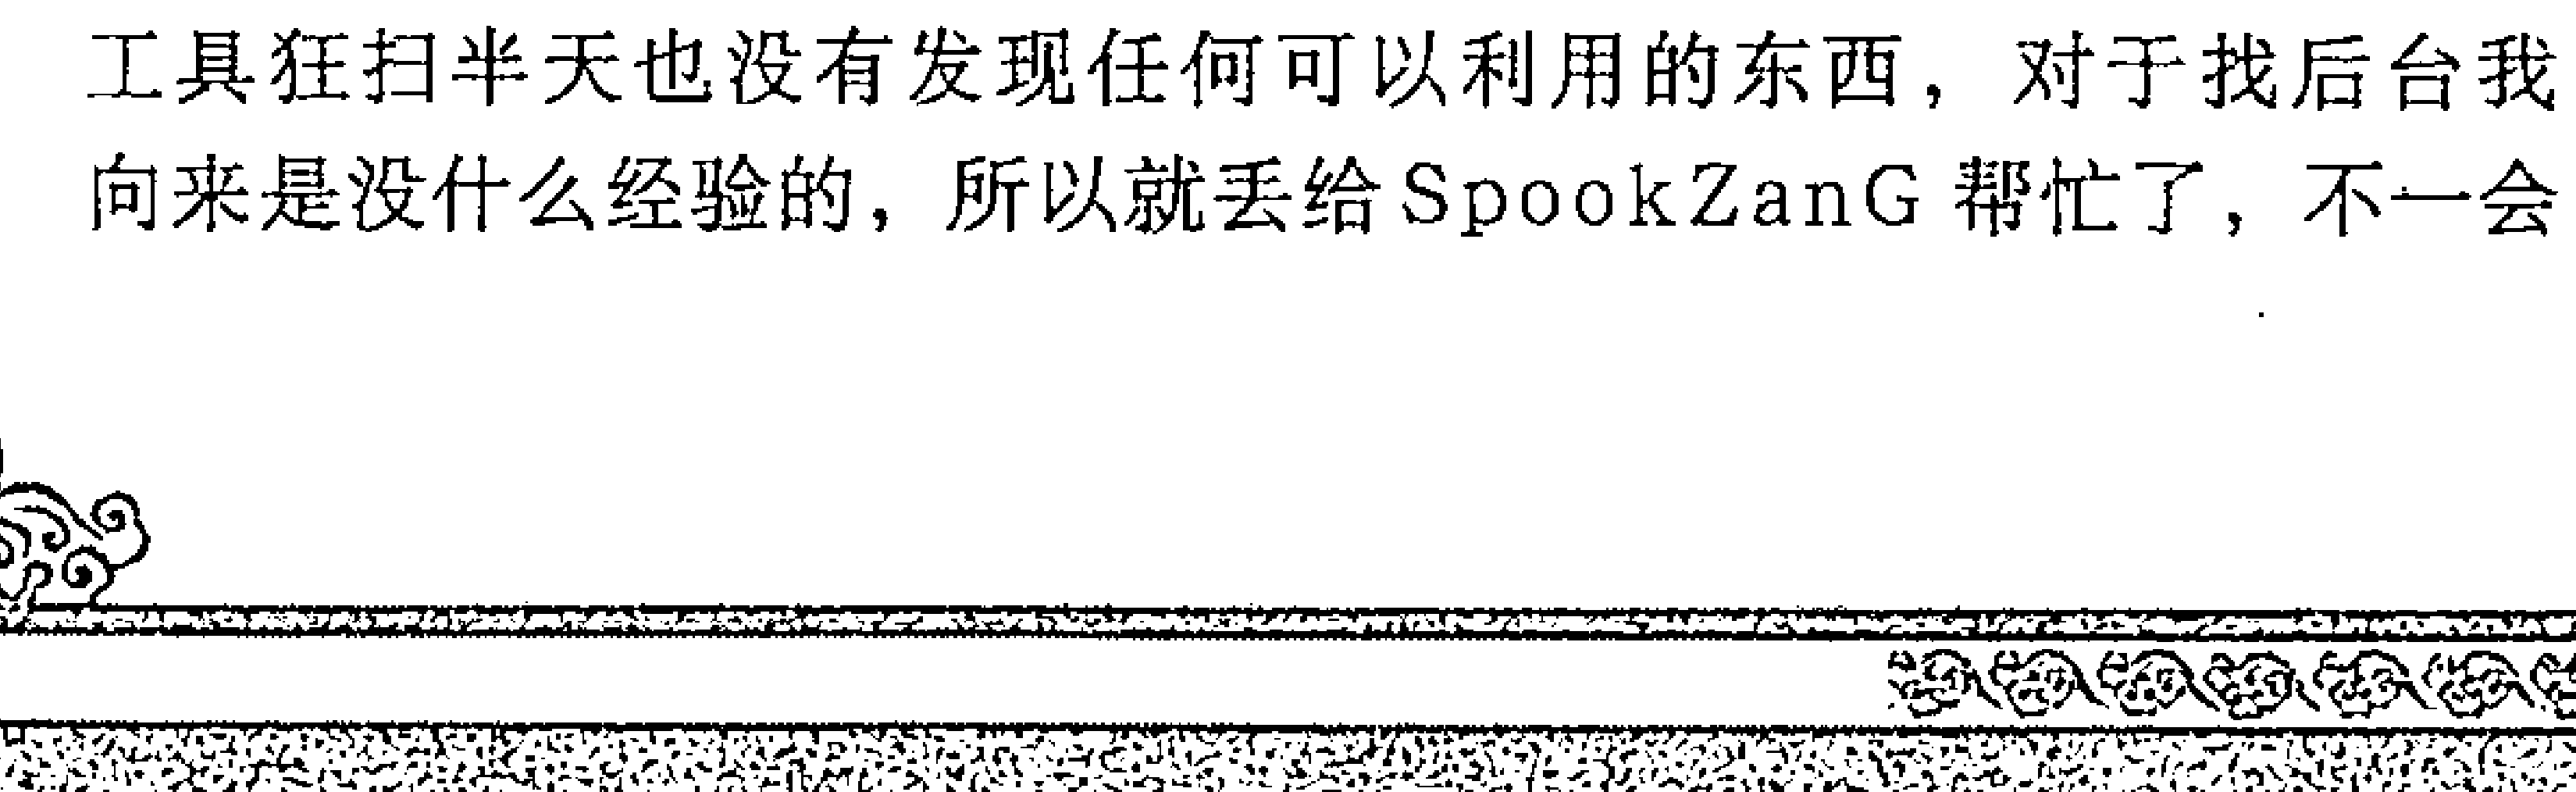 工具狂扫半天也没有发现任何可以利用的东西，对于找后台我
向来是没什么经验的，所以就丢给SpookZanG帮忙了，不一会